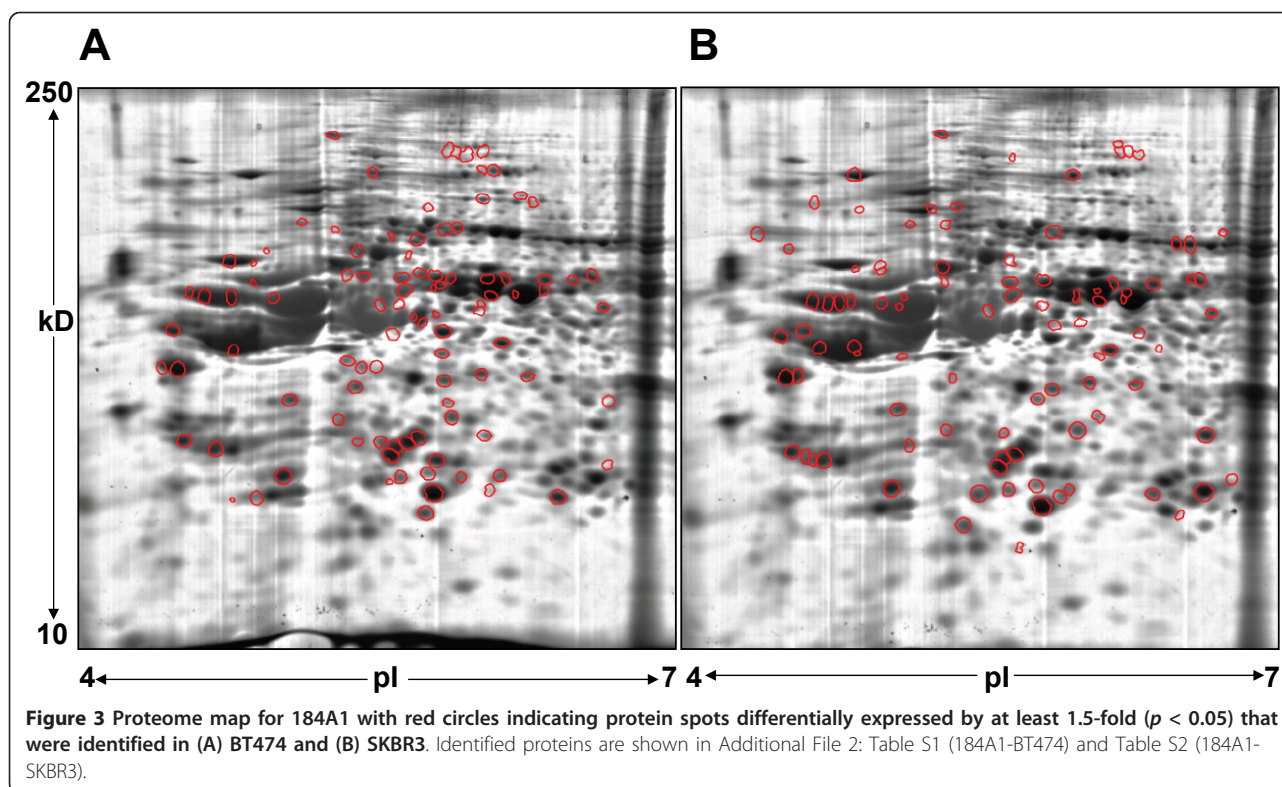 A
B
250
kD
10
4 pI 7 4 pI 7
Figure 3 Proteome map for 184A1 with red circles indicating protein spots differentially expressed by at least 1.5-fold (p < 0.05) that
were identified in (A) BT474 and (B) SKBR3. Identified proteins are shown in Additional File 2: Table S1 (184A1-BT474) and Table S2 (184A1-
SKBR3).